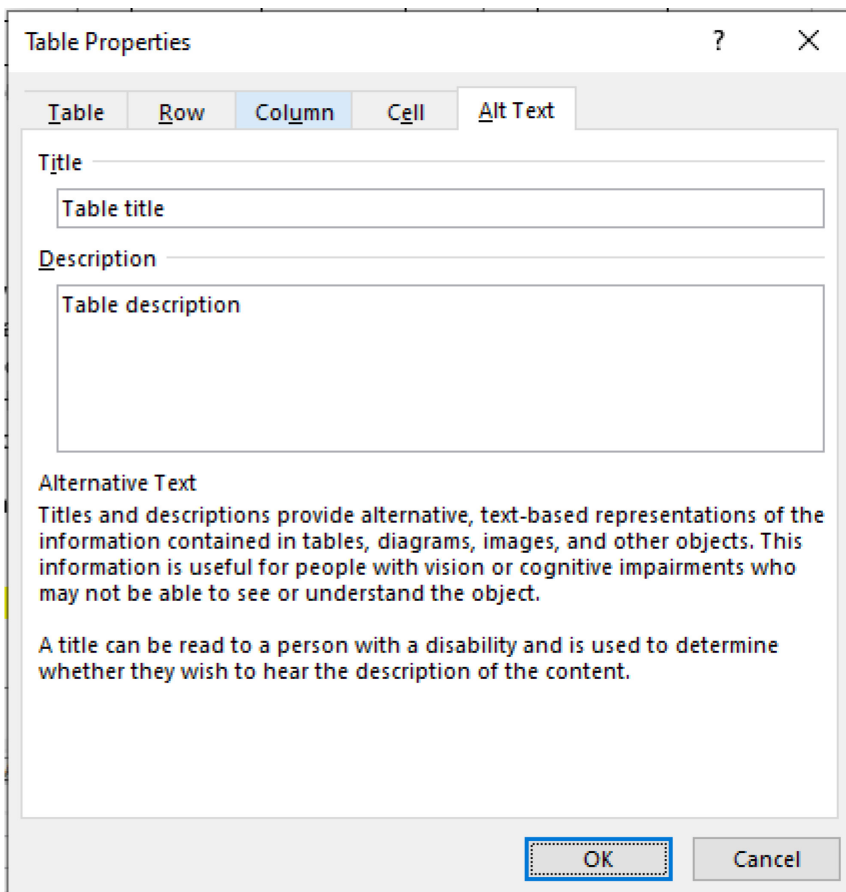 Table Properties
?
Table Row Column Cell Alt Text
Title
Table title
Description
Table description
Alternative Text
Titles and descriptions provide alternative, text-based representations of the
information contained in tables, diagrams, images, and other objects. This
information is useful for people with vision or cognitive impairments who
may not be able to see or understand the object.
A title can be read to a person with a disability and is used to determine
whether they wish to hear the description of the content.
OK Cancel